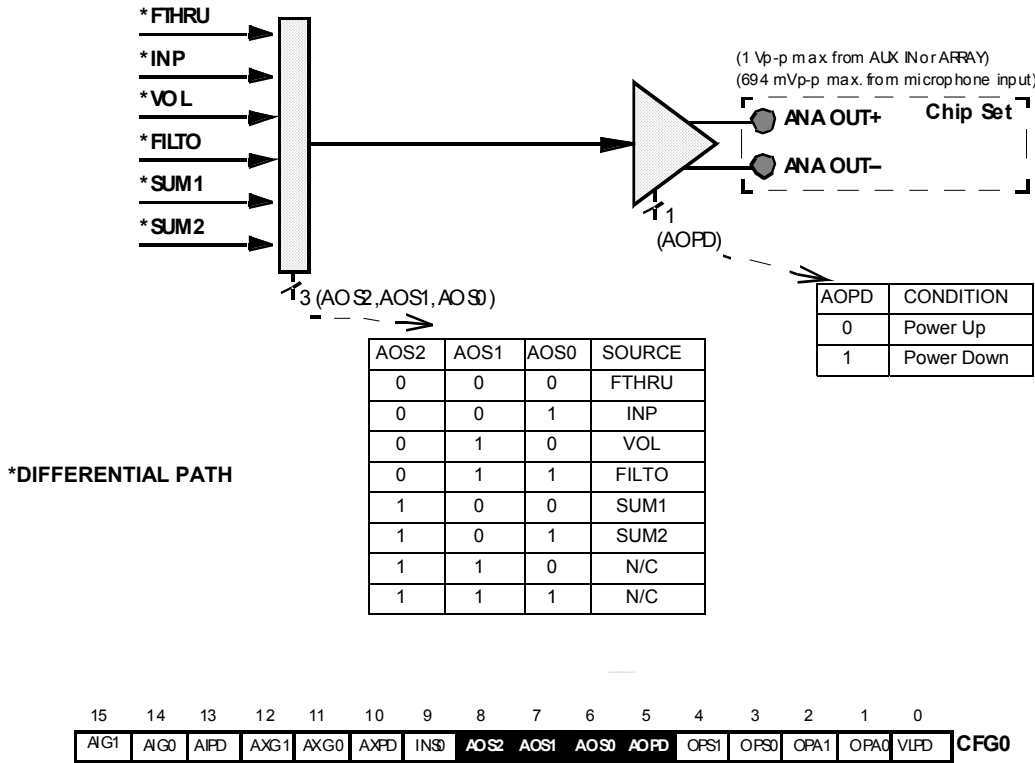 *FTHRU
*INP
*VOL
*FILTO
*SUM1
*SUM2
(1 Vp-p max. from AUX IN or ARRAY)
(694 mVp-p max. from microphone input)
Chip Set
ANA OUT+
ANA OUT–
1
(AOPD)
3 (AOS2, AOS1, AOS0)
AOPD CONDITION
0 Power Up
1 Power Down
AOS2 AOS1 AOS0 SOURCE
0 0 0 FTHRU
0 0 1 INP
0 1 0 VOL
0 1 1 FILTO
1 0 0 SUM1
1 0 1 SUM2
1 1 0 N/C
1 1 1 N/C
*DIFFERENTIAL PATH
15 14 13 12 11 10 9 8 7 6 5 4 3 2 1 0
AIG1 AIG0 AIPD AXG1 AXG0 AXPD INS0 AOS2 AOS1 AOS0 AOPD OPS1 OPS0 OPA1 OPA0 VLPD CFG0